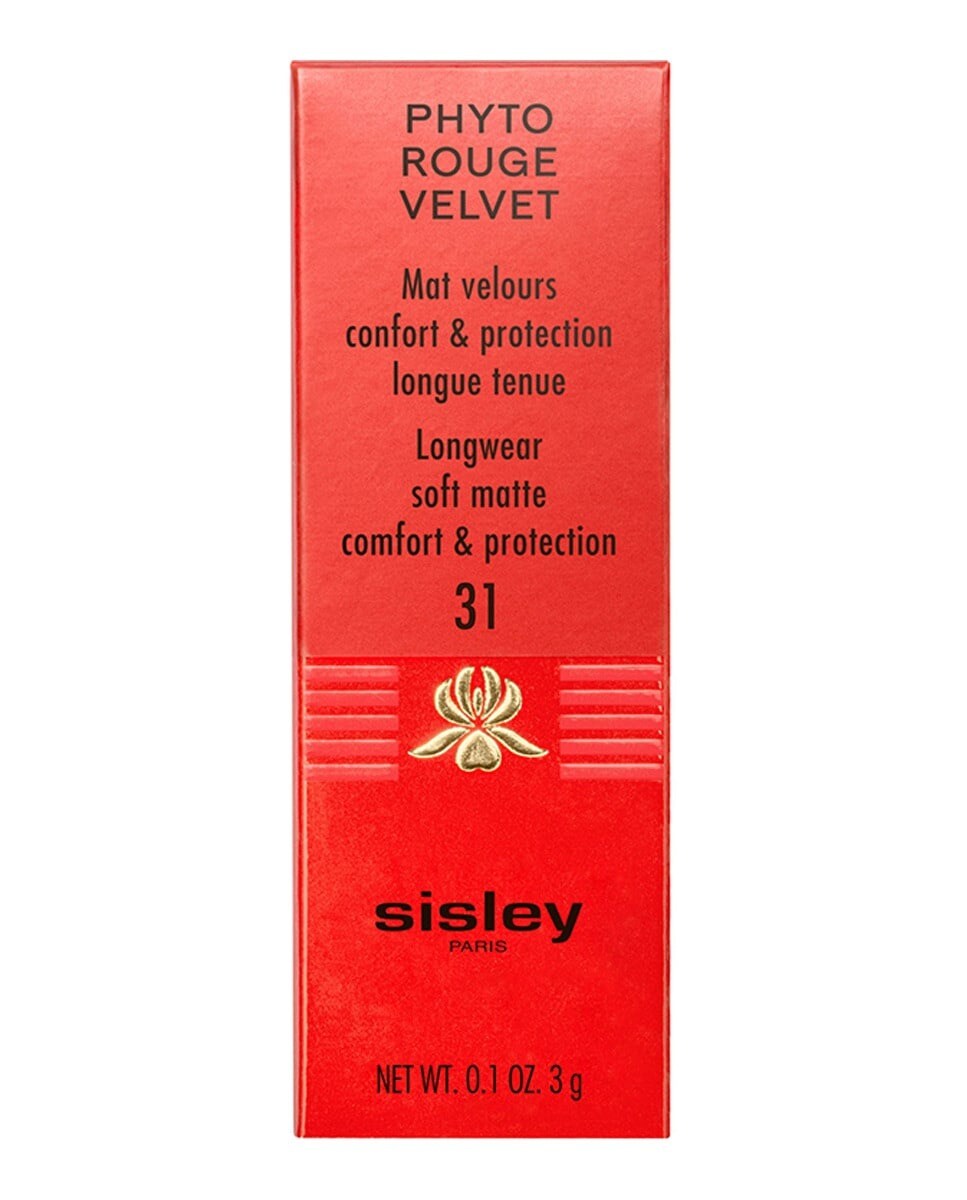 PHYTO
ROUGE
VELVET
Mat velours
confort & protection
longue tenue
Longwear
soft matte
comfort & protection
31
sisley
PARIS
NET WT. 0.1 OZ. 3 g